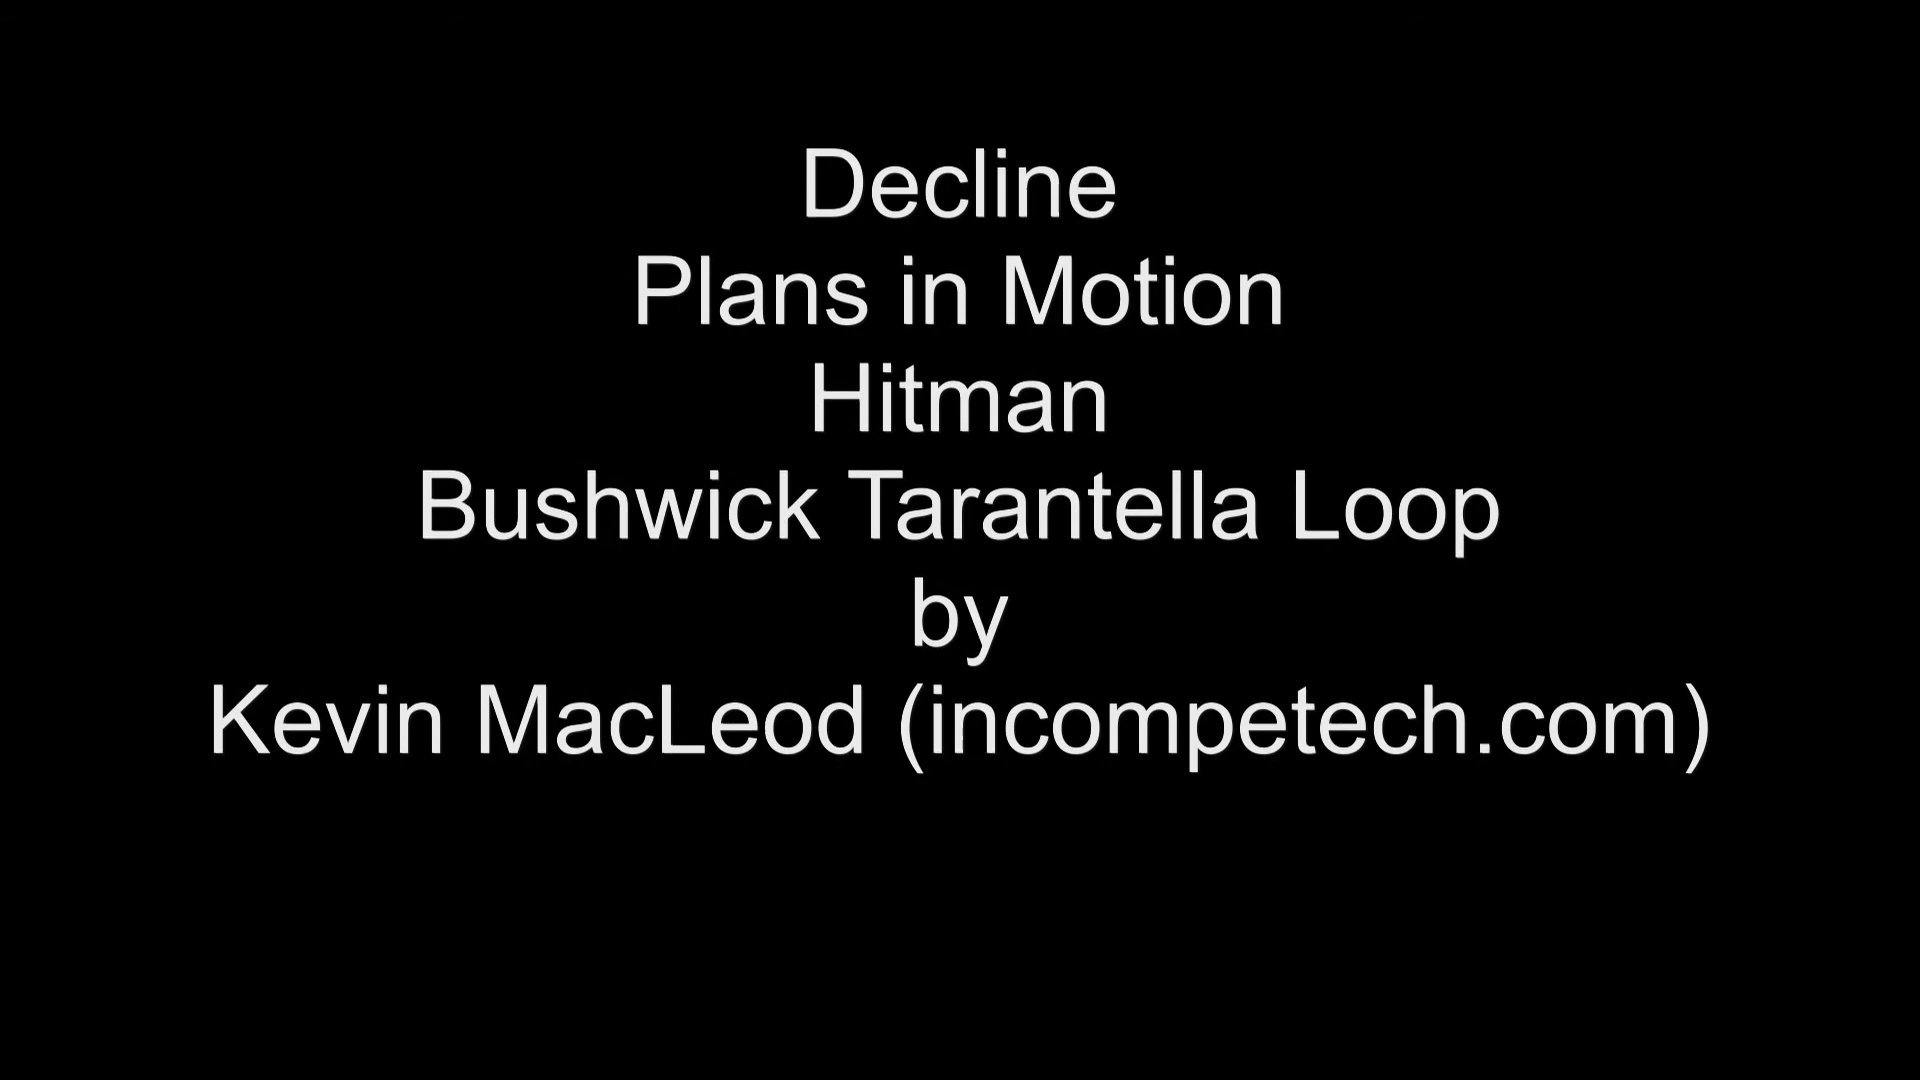 Decline
Plans in Motion
Hitman
Bushwick Tarantella Loop
by
Kevin MacLeod (incompetech.com)